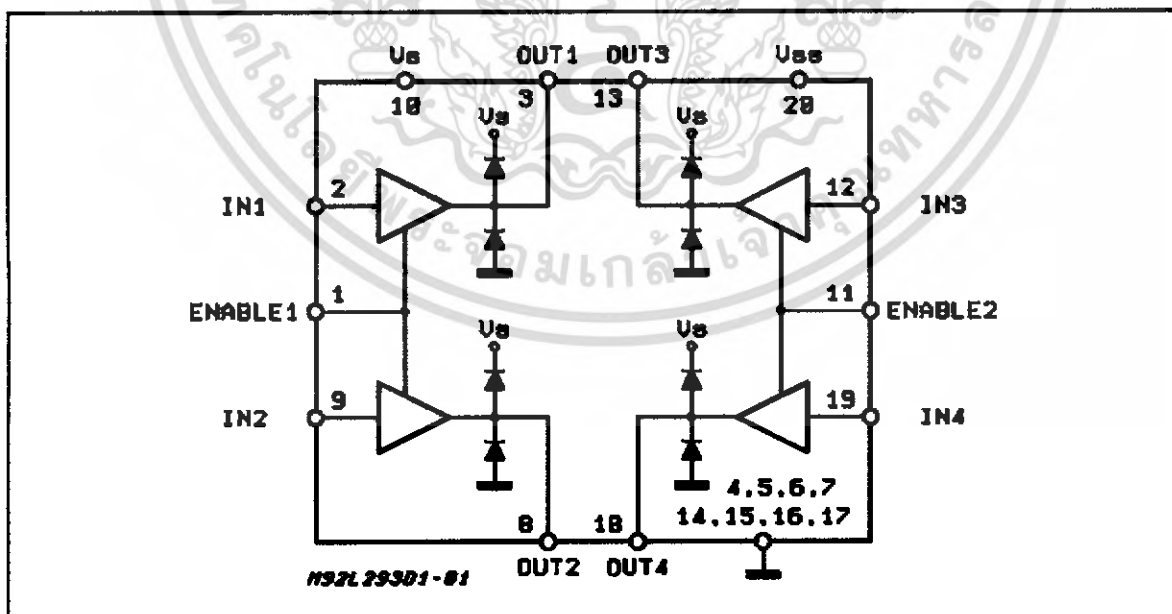 Vs OUT1 OUT3 Vss
10 3 13 20
Vs Vs
IN1 2 12 IN3
ENABLE1 1 11 ENABLE2
Vs Vs
IN2 9 19 IN4
4,5,6,7
8 18 14,15,16,17
OUT2 OUT4
M92L293D1-01